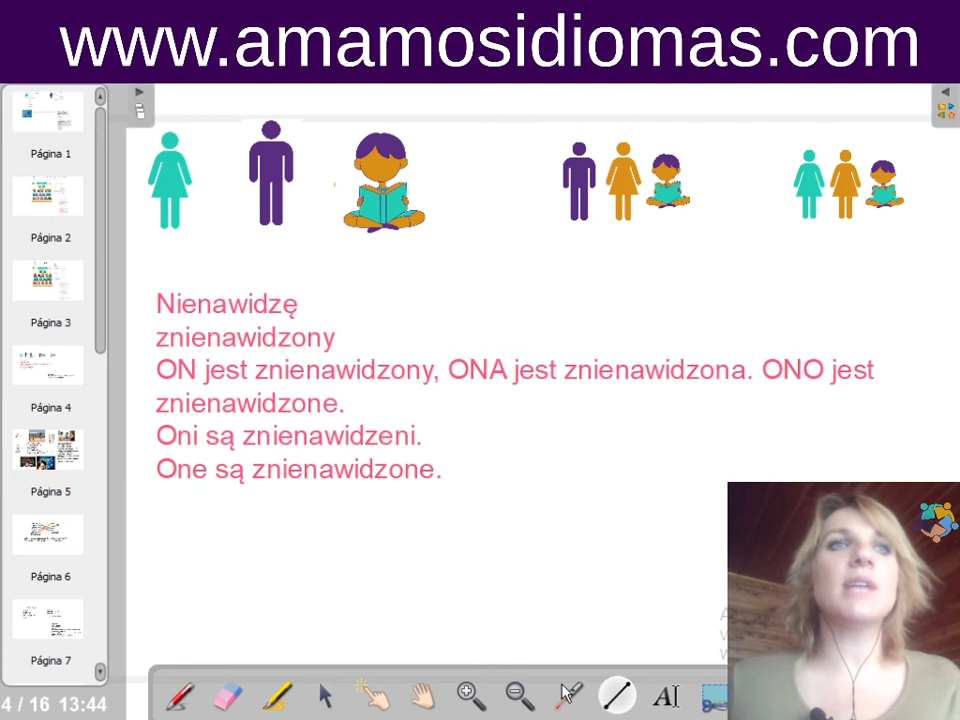 www.amamosidiomas.com
Página 1
Página 2
Página 3
Página 4
Página 5
Página 6
Página 7
Nienawidzę
znienawidzony
ON jest znienawidzony, ONA jest znienawidzona. ONO jest
znienawidzone.
Oni są znienawidzeni.
One są znienawidzone.
4 / 16 13:44
AI